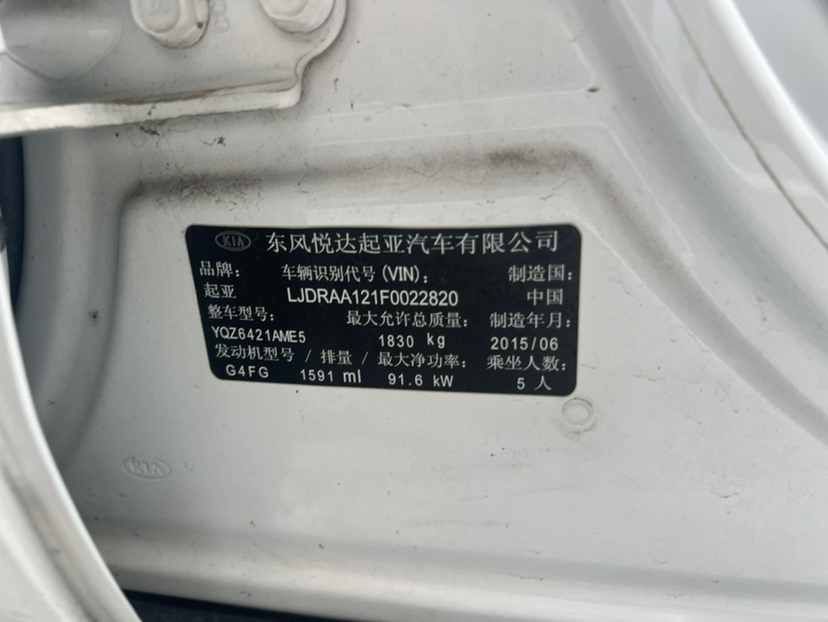 KIA 东风悦达起亚汽车有限公司
品牌: 车辆识别代号(VIN): 制造国:
起亚 LJDRAA121F0022820 中国
整车型号: 最大允许总质量: 制造年月:
YQZ6421AME5 1830 kg 2015/06
发动机型号/排量/最大净功率: 乘坐人数:
G4FG 1591 ml 91.6 kW 5人
KIA